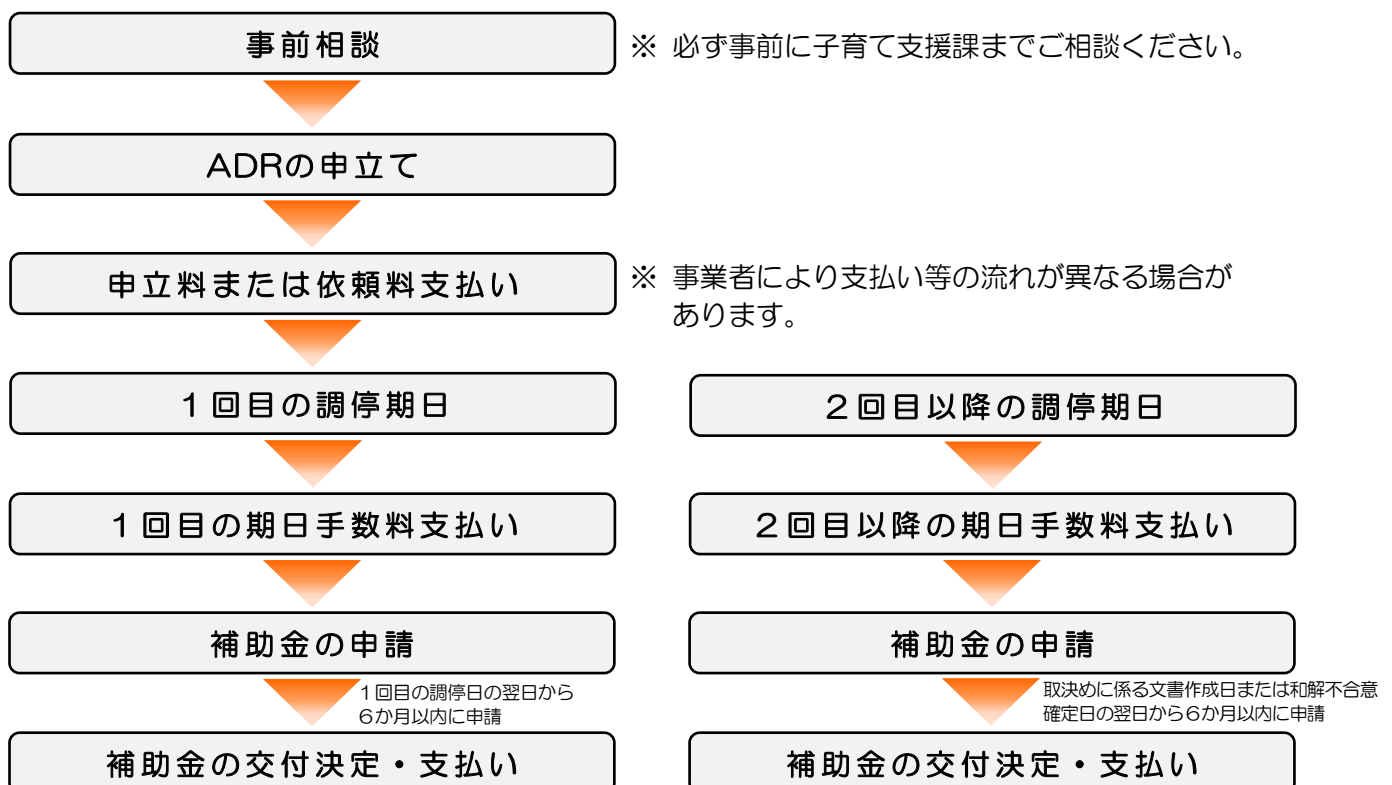 事前相談
※ 必ず事前に子育て支援課までご相談ください。
ADRの申立て
申立料または依頼料支払い
※ 事業者により支払い等の流れが異なる場合が
あります。
１回目の調停期日
１回目の期日手数料支払い
補助金の申請
１回目の調停日の翌日から
６か月以内に申請
補助金の交付決定・支払い
２回目以降の調停期日
２回目以降の期日手数料支払い
補助金の申請
取決めに係る文書作成日または和解不合意
確定日の翌日から６か月以内に申請
補助金の交付決定・支払い